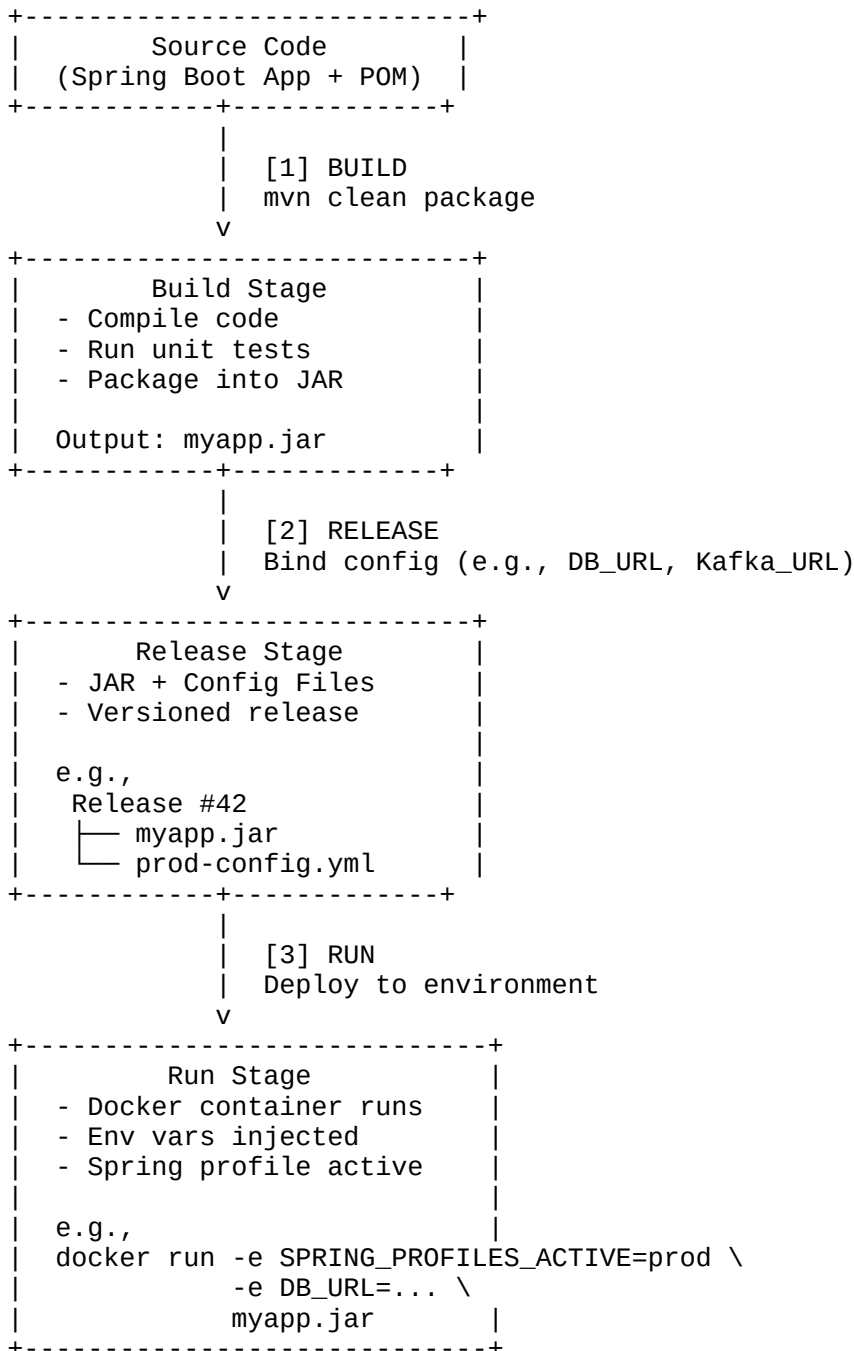 +----------------------------+
|        Source Code         |
|  (Spring Boot App + POM)  |
+------------+--------------+
             |
             |  [1] BUILD
             |  mvn clean package
             v
+----------------------------+
|        Build Stage         |
|  - Compile code            |
|  - Run unit tests          |
|  - Package into JAR        |
|                            |
|  Output: myapp.jar         |
+------------+--------------+
             |
             |  [2] RELEASE
             |  Bind config (e.g., DB_URL, Kafka_URL)
             v
+----------------------------+
|       Release Stage        |
|  - JAR + Config Files      |
|  - Versioned release       |
|                            |
|  e.g.,                     |
|   Release #42              |
|   ├── myapp.jar            |
|   └── prod-config.yml      |
+------------+--------------+
             |
             |  [3] RUN
             |  Deploy to environment
             v
+-----------------------------+
|         Run Stage           |
|  - Docker container runs    |
|  - Env vars injected        |
|  - Spring profile active    |
|                             |
|  e.g.,                      |
|  docker run -e SPRING_PROFILES_ACTIVE=prod \
|             -e DB_URL=... \
|             myapp.jar       |
+-----------------------------+